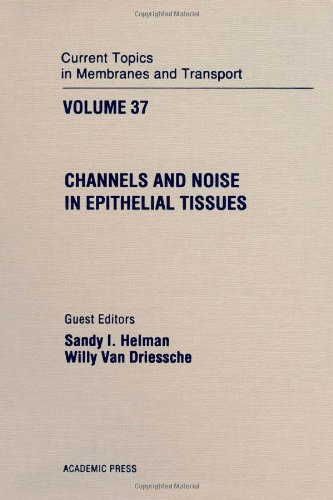 Current Topics
in Membranes and Transport
VOLUME 37
CHANNELS AND NOISE
IN EPITHELIAL TISSUES
Guest Editors
Sandy I. Helman
Willy Van Driessche
ACADEMIC PRESS